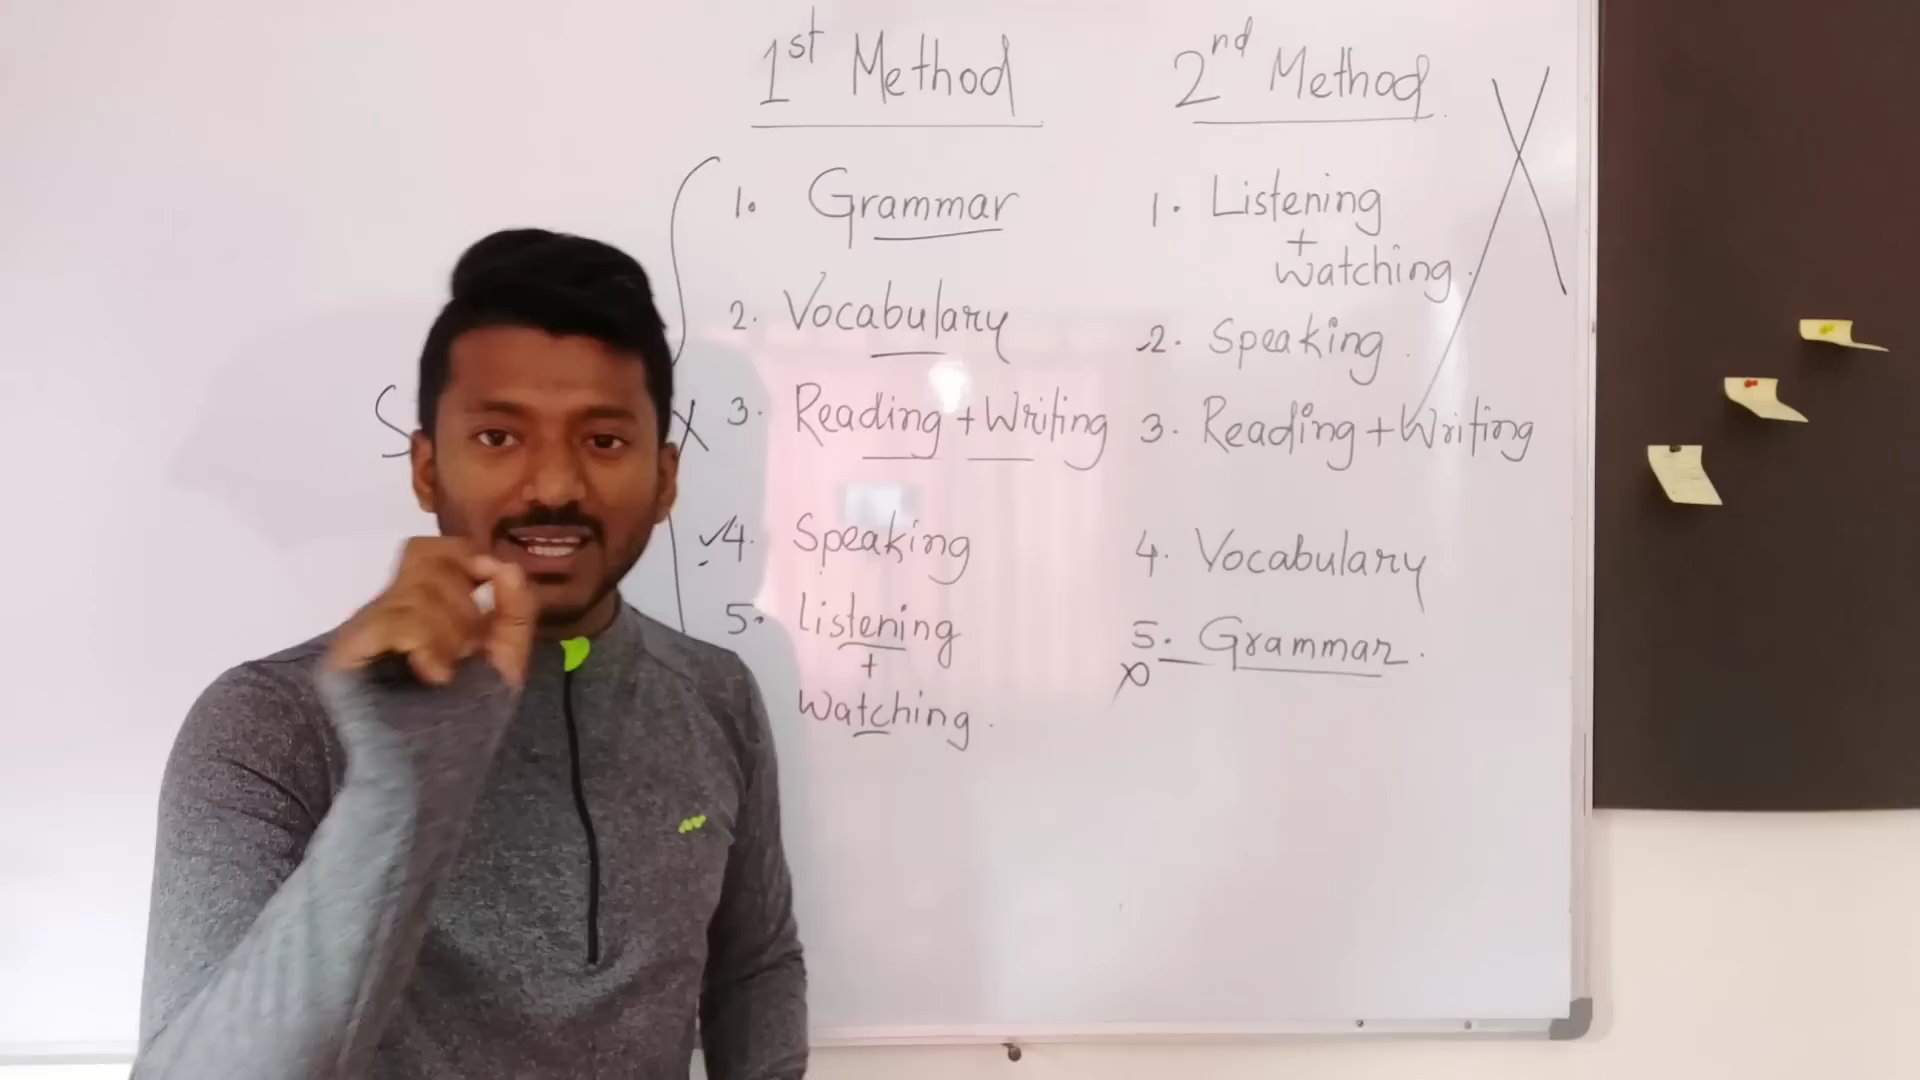 1st Method
1. Grammar
2. Vocabulary
3. Reading + Writing
4. Speaking
5. Listening
+
Watching.
2nd Method.
1. Listening
+
Watching.
2. Speaking.
3. Reading + Writing
4. Vocabulary
5. Grammar.